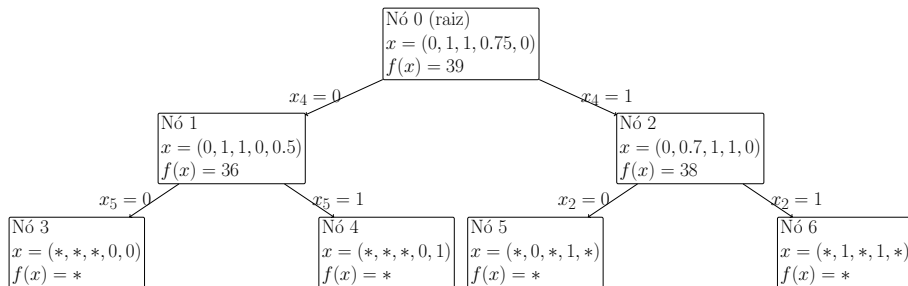 Nó 0 (raiz)
x = (0, 1, 1, 0.75, 0)
f(x) = 39
x₄ = 0
x₄ = 1
Nó 1
x = (0, 1, 1, 0, 0.5)
f(x) = 36
Nó 2
x = (0, 0.7, 1, 1, 0)
f(x) = 38
x₅ = 0
x₅ = 1
x₂ = 0
x₂ = 1
Nó 3
x = (∗, ∗, ∗, 0, 0)
f(x) = ∗
Nó 4
x = (∗, ∗, ∗, 0, 1)
f(x) = ∗
Nó 5
x = (∗, 0, ∗, 1, ∗)
f(x) = ∗
Nó 6
x = (∗, 1, ∗, 1, ∗)
f(x) = ∗